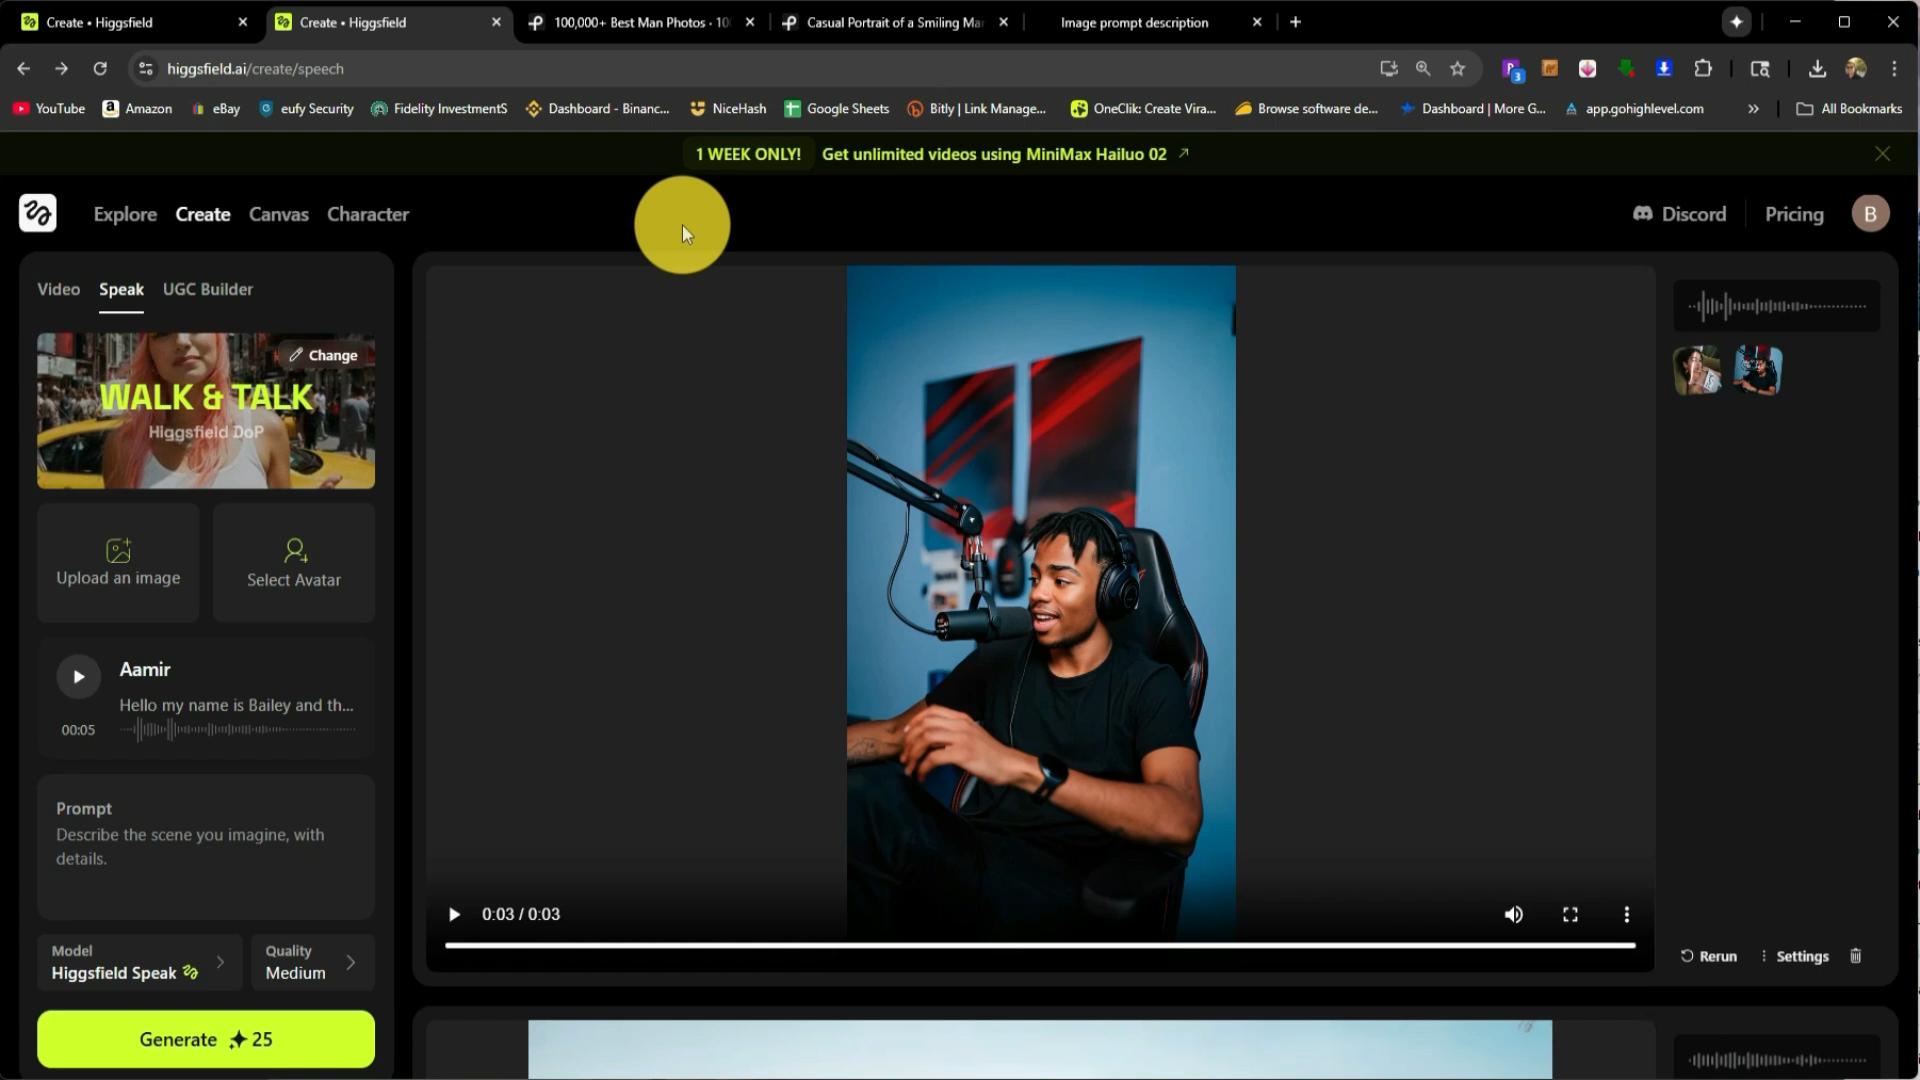 Create • Higgsfield
Create • Higgsfield
100,000+ Best Man Photos · 10
Casual Portrait of a Smiling Ma
Image prompt description
higgsfield.ai/create/speech
3
YouTube
Amazon
eBay
eufy Security
Fidelity InvestmentS
Dashboard - Binanc...
NiceHash
Google Sheets
Bitly | Link Manage...
OneClik: Create Vira...
Browse software de...
Dashboard | More G...
app.gohighlevel.com
»
All Bookmarks
1 WEEK ONLY! Get unlimited videos using MiniMax Hailuo 02
Explore Create Canvas Character
Discord
Pricing
B
Video Speak UGC Builder
Change
WALK & TALK
Higgsfield DoP
Upload an image
Select Avatar
Aamir
Hello my name is Bailey and th...
00:05
Prompt
Describe the scene you imagine, with
details.
Model
Higgsfield Speak
Quality
Medium
Generate 25
0:03 / 0:03
Rerun
Settings